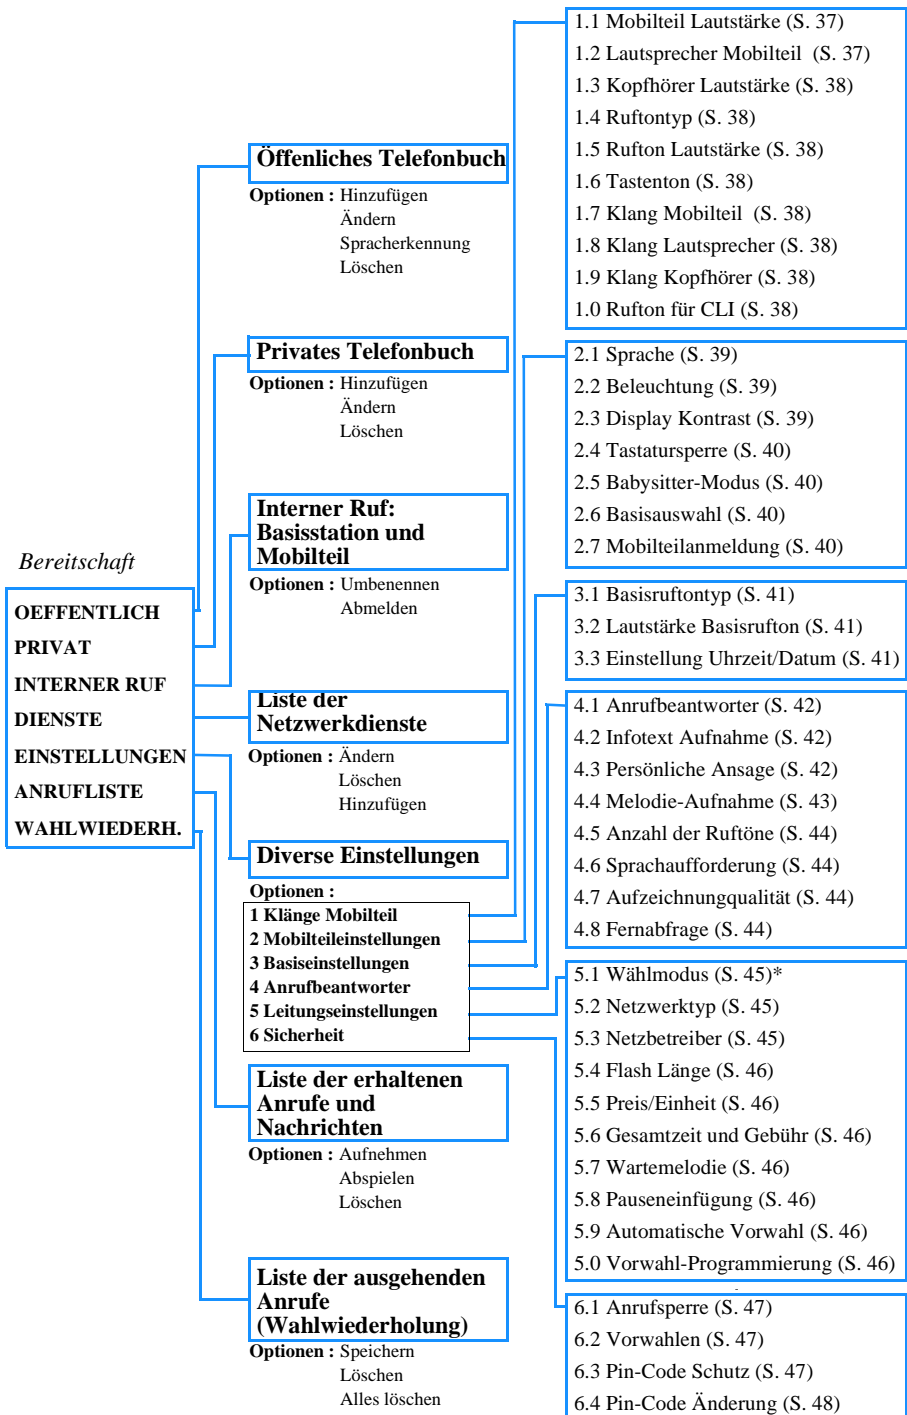 Bereitschaft
OEFFENTLICH
PRIVAT
INTERNER RUF
DIENSTE
EINSTELLUNGEN
ANRUFLISTE
WAHLWIEDERH.
Öffenliches Telefonbuch
Optionen : Hinzufügen
Ändern
Spracherkennung
Löschen
Privates Telefonbuch
Optionen : Hinzufügen
Ändern
Löschen
Interner Ruf:
Basisstation und
Mobilteil
Optionen : Umbenennen
Abmelden
Liste der
Netzwerkdienste
Optionen : Ändern
Löschen
Hinzufügen
Diverse Einstellungen
Optionen :
1 Klänge Mobilteil
2 Mobilteileinstellungen
3 Basiseinstellungen
4 Anrufbeantworter
5 Leitungseinstellungen
6 Sicherheit
Liste der erhaltenen
Anrufe und
Nachrichten
Optionen : Aufnehmen
Abspielen
Löschen
Liste der ausgehenden
Anrufe
(Wahlwiederholung)
Optionen : Speichern
Löschen
Alles löschen
1.1 Mobilteil Lautstärke (S. 37)
1.2 Lautsprecher Mobilteil (S. 37)
1.3 Kopfhörer Lautstärke (S. 38)
1.4 Ruftontyp (S. 38)
1.5 Rufton Lautstärke (S. 38)
1.6 Tastenton (S. 38)
1.7 Klang Mobilteil (S. 38)
1.8 Klang Lautsprecher (S. 38)
1.9 Klang Kopfhörer (S. 38)
1.0 Rufton für CLI (S. 38)
2.1 Sprache (S. 39)
2.2 Beleuchtung (S. 39)
2.3 Display Kontrast (S. 39)
2.4 Tastatursperre (S. 40)
2.5 Babysitter-Modus (S. 40)
2.6 Basisauswahl (S. 40)
2.7 Mobilteilanmeldung (S. 40)
3.1 Basisruftontyp (S. 41)
3.2 Lautstärke Basisrufton (S. 41)
3.3 Einstellung Uhrzeit/Datum (S. 41)
4.1 Anrufbeantworter (S. 42)
4.2 Infotext Aufnahme (S. 42)
4.3 Persönliche Ansage (S. 42)
4.4 Melodie-Aufnahme (S. 43)
4.5 Anzahl der Ruftöne (S. 44)
4.6 Sprachaufforderung (S. 44)
4.7 Aufzeichnungqualität (S. 44)
4.8 Fernabfrage (S. 44)
5.1 Wählmodus (S. 45)*
5.2 Netzwerktyp (S. 45)
5.3 Netzbetreiber (S. 45)
5.4 Flash Länge (S. 46)
5.5 Preis/Einheit (S. 46)
5.6 Gesamtzeit und Gebühr (S. 46)
5.7 Wartemelodie (S. 46)
5.8 Pauseneinfügung (S. 46)
5.9 Automatische Vorwahl (S. 46)
5.0 Vorwahl-Programmierung (S. 46)
6.1 Anrufsperre (S. 47)
6.2 Vorwahlen (S. 47)
6.3 Pin-Code Schutz (S. 47)
6.4 Pin-Code Änderung (S. 48)